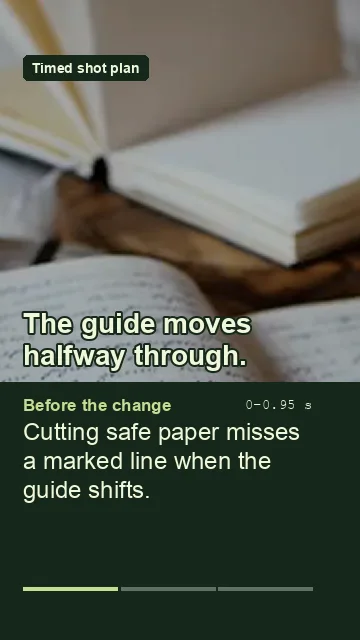 Timed shot plan
The guide moves
halfway through.
Before the change
0–0.95 s
Cutting safe paper misses
a marked line when the
guide shifts.